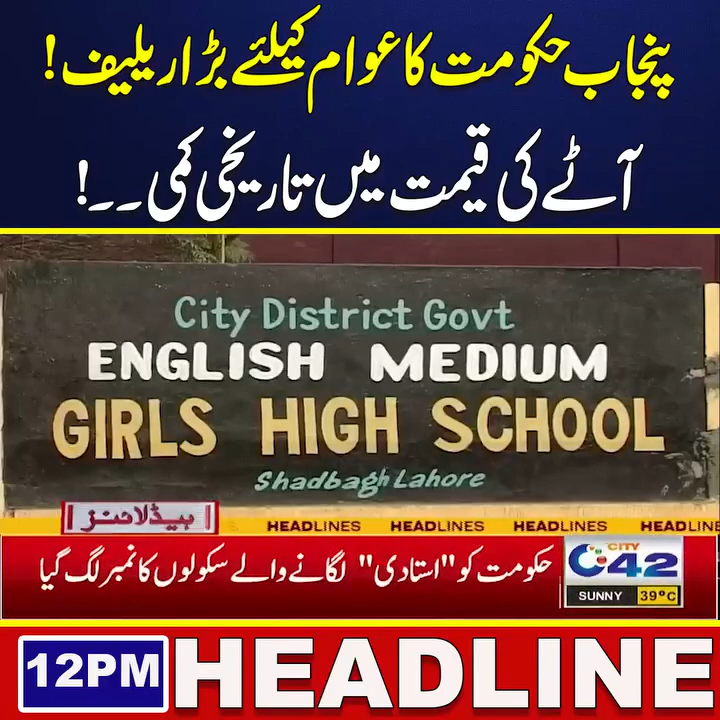 پنجاب حکومت کا عوام کیلئے بڑا ریلیف!
آٹے کی قیمت میں تاریخی کمی۔۔!
City District Govt
ENGLISH MEDIUM
GIRLS HIGH SCHOOL
Shadbagh Lahore
ہیڈلائنز
HEADLINES HEADLINES HEADLINES HEADLINE
حکومت کو "استادی" لگانے والے سکولوں کا نمبر لگ گیا
CITY 42
SUNNY 39°C
12PM HEADLINE